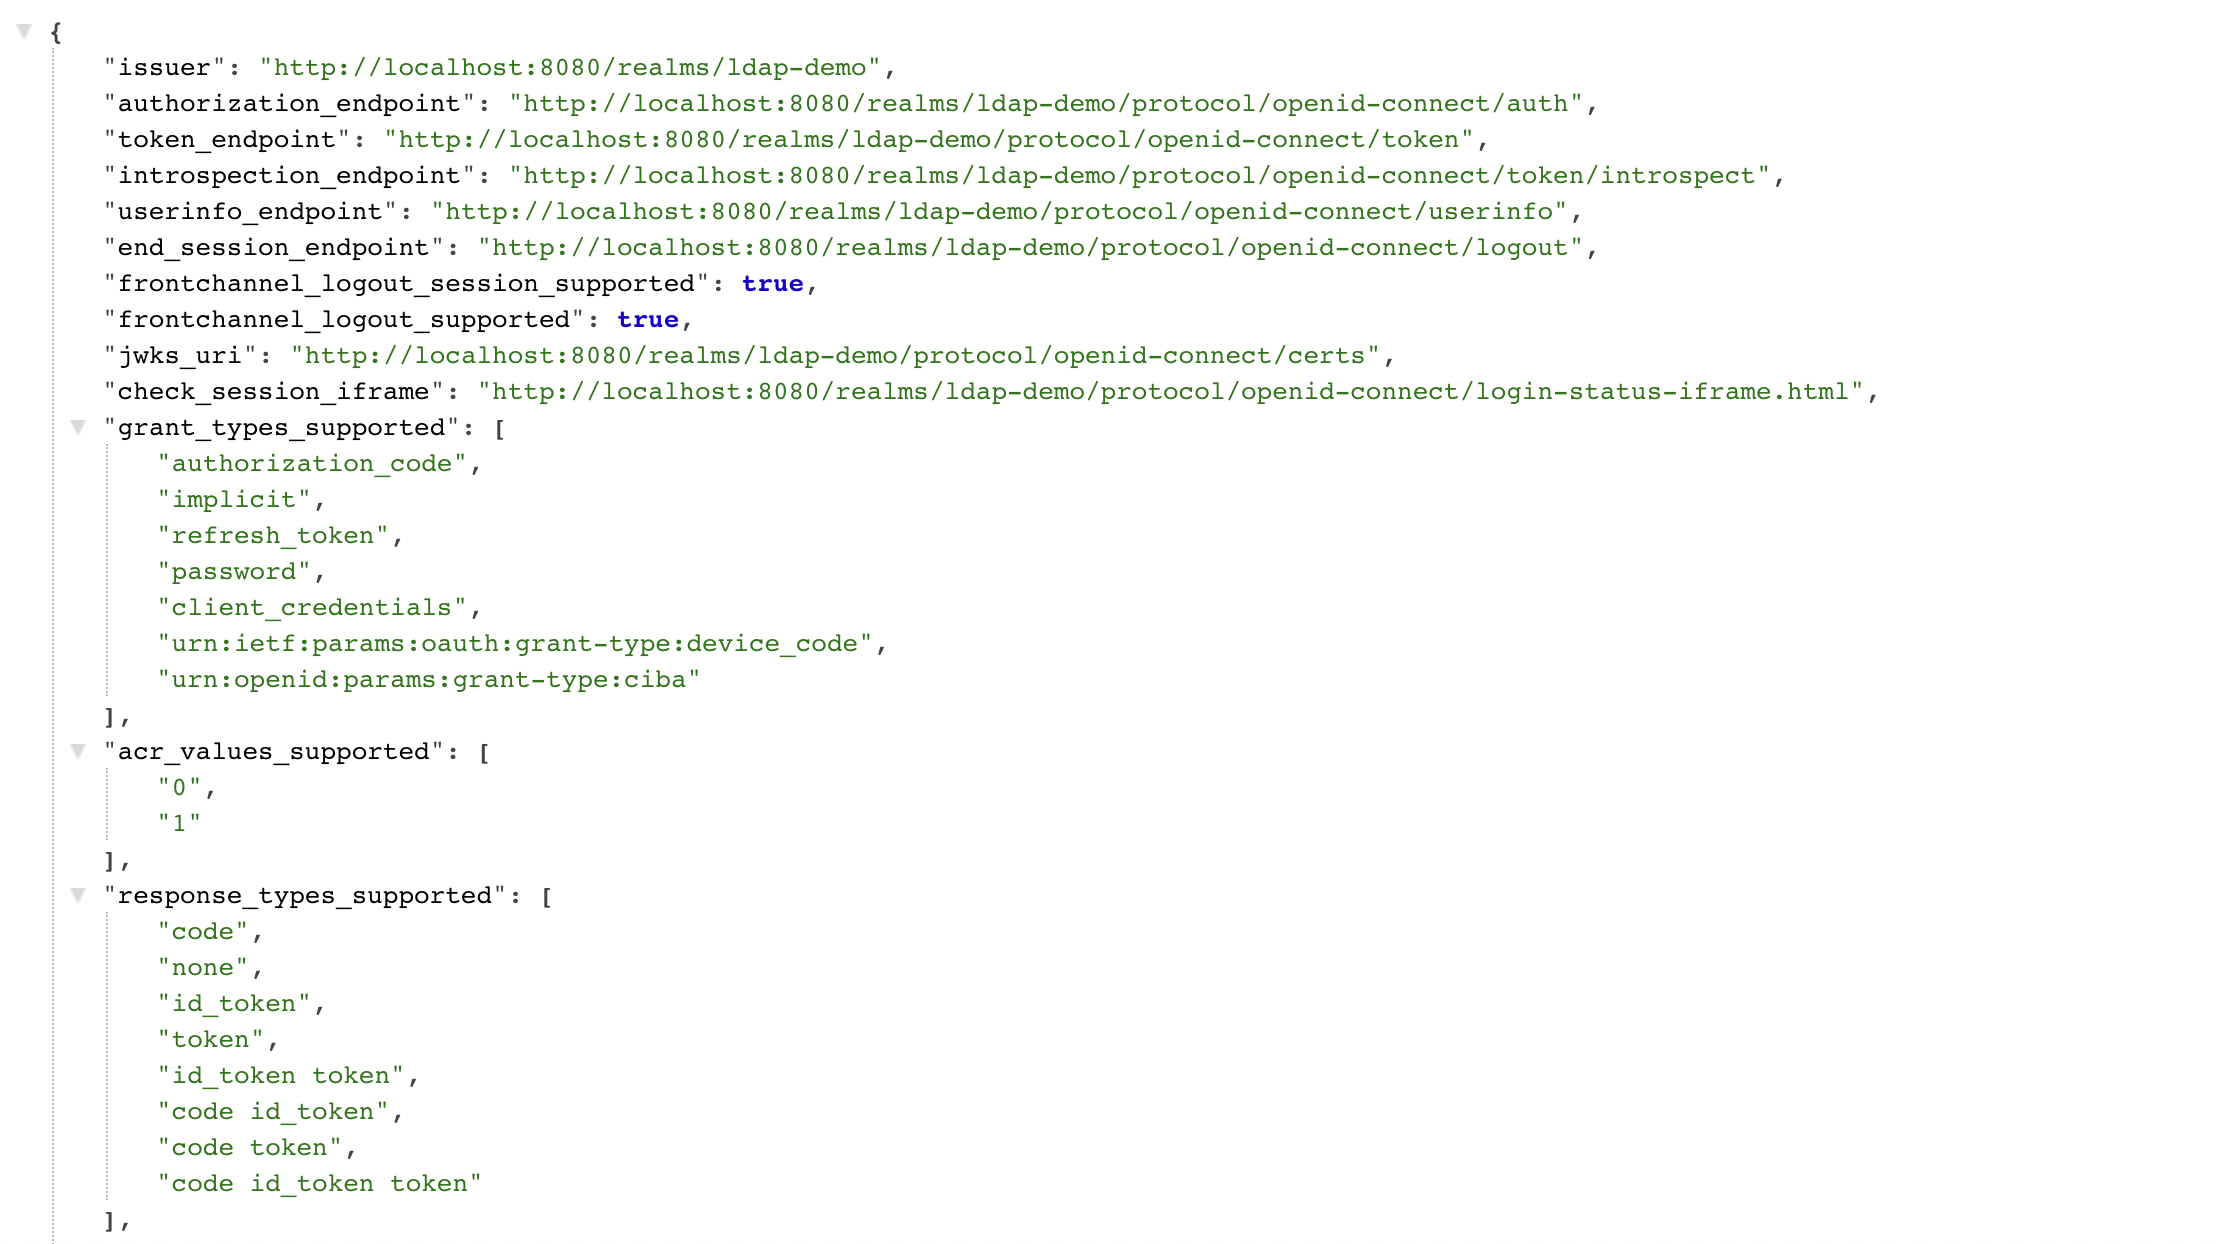 {
"issuer": "http://localhost:8080/realms/ldap-demo",
"authorization_endpoint": "http://localhost:8080/realms/ldap-demo/protocol/openid-connect/auth",
"token_endpoint": "http://localhost:8080/realms/ldap-demo/protocol/openid-connect/token",
"introspection_endpoint": "http://localhost:8080/realms/ldap-demo/protocol/openid-connect/token/introspect",
"userinfo_endpoint": "http://localhost:8080/realms/ldap-demo/protocol/openid-connect/userinfo",
"end_session_endpoint": "http://localhost:8080/realms/ldap-demo/protocol/openid-connect/logout",
"frontchannel_logout_session_supported": true,
"frontchannel_logout_supported": true,
"jwks_uri": "http://localhost:8080/realms/ldap-demo/protocol/openid-connect/certs",
"check_session_iframe": "http://localhost:8080/realms/ldap-demo/protocol/openid-connect/login-status-iframe.html",
"grant_types_supported": [
"authorization_code",
"implicit",
"refresh_token",
"password",
"client_credentials",
"urn:ietf:params:oauth:grant-type:device_code",
"urn:openid:params:grant-type:ciba"
],
"acr_values_supported": [
"0",
"1"
],
"response_types_supported": [
"code",
"none",
"id_token",
"token",
"id_token token",
"code id_token",
"code token",
"code id_token token"
],